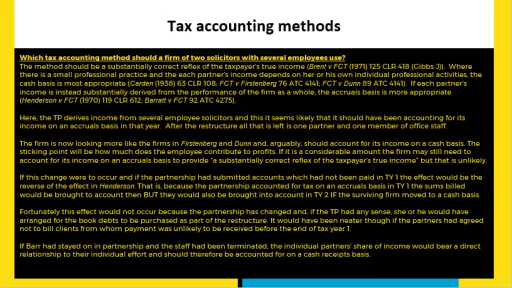 Tax accounting methods
Which tax accounting method should a firm of two solicitors with several employees use?
The method should be a substantially correct reflex of the taxpayer's true income (Brent v FCT (1971) 125 CLR 418 (Gibbs J)). Where
there is a small professional practice and the each partner's income depends on her or his own individual professional activities, the
cash basis is most appropriate (Carden (1938) 63 CLR 108; FCT v Firstenberg 76 ATC 4141, FCT v Dunn 89 ATC 4141). If each partner's
income is instead substantially derived from the performance of the firm as a whole, the accruals basis is more appropriate
(Henderson v FCT (1970) 119 CLR 612; Barratt v FCT 92 ATC 4275).
Here, the TP derives income from several employee solicitors and this it seems likely that it should have been accounting for its
income on an accruals basis in that year. After the restructure all that is left is one partner and one member of office staff.
The firm is now looking more like the firms in Firstenberg and Dunn and, arguably, should account for its income on a cash basis. The
sticking point will be how much does the employee contribute to profits. If it is a considerable amount the firm may still need to
account for its income on an accruals basis to provide "a substantially correct reflex of the taxpayer's true income" but that is unlikely.
If this change were to occur and if the partnership had submitted accounts which had not been paid in TY 1 the effect would be the
reverse of the effect in Henderson. That is, because the partnership accounted for tax on an accruals basis in TY 1 the sums billed
would be brought to account then BUT they would also be brought into account in TY 2 IF the surviving firm moved to a cash basis.
Fortunately this effect would not occur because the partnership has changed and, if the TP had any sense, she or he would have
arranged for the book debts to be purchased as part of the restructure. It would have been neater though if the partners had agreed
not to bill clients from whom payment was unlikely to be received before the end of tax year 1.
If Barr had stayed on in partnership and the staff had been terminated, the individual partners' share of income would bear a direct
relationship to their individual effort and should therefore be accounted for on a cash receipts basis.